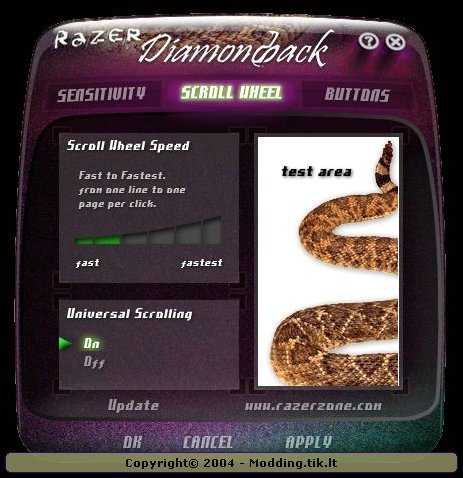 RAZER Diamondback
SENSITIVITY SCROLL WHEEL BUTTONS
Scroll Wheel Speed
Fast to Fastest.
from one line to one
page per click.
fast fastest
test area
Universal Scrolling
On
Off
Update www.razerzone.com
OK CANCEL APPLY
Copyright© 2004 - Modding.tik.lt